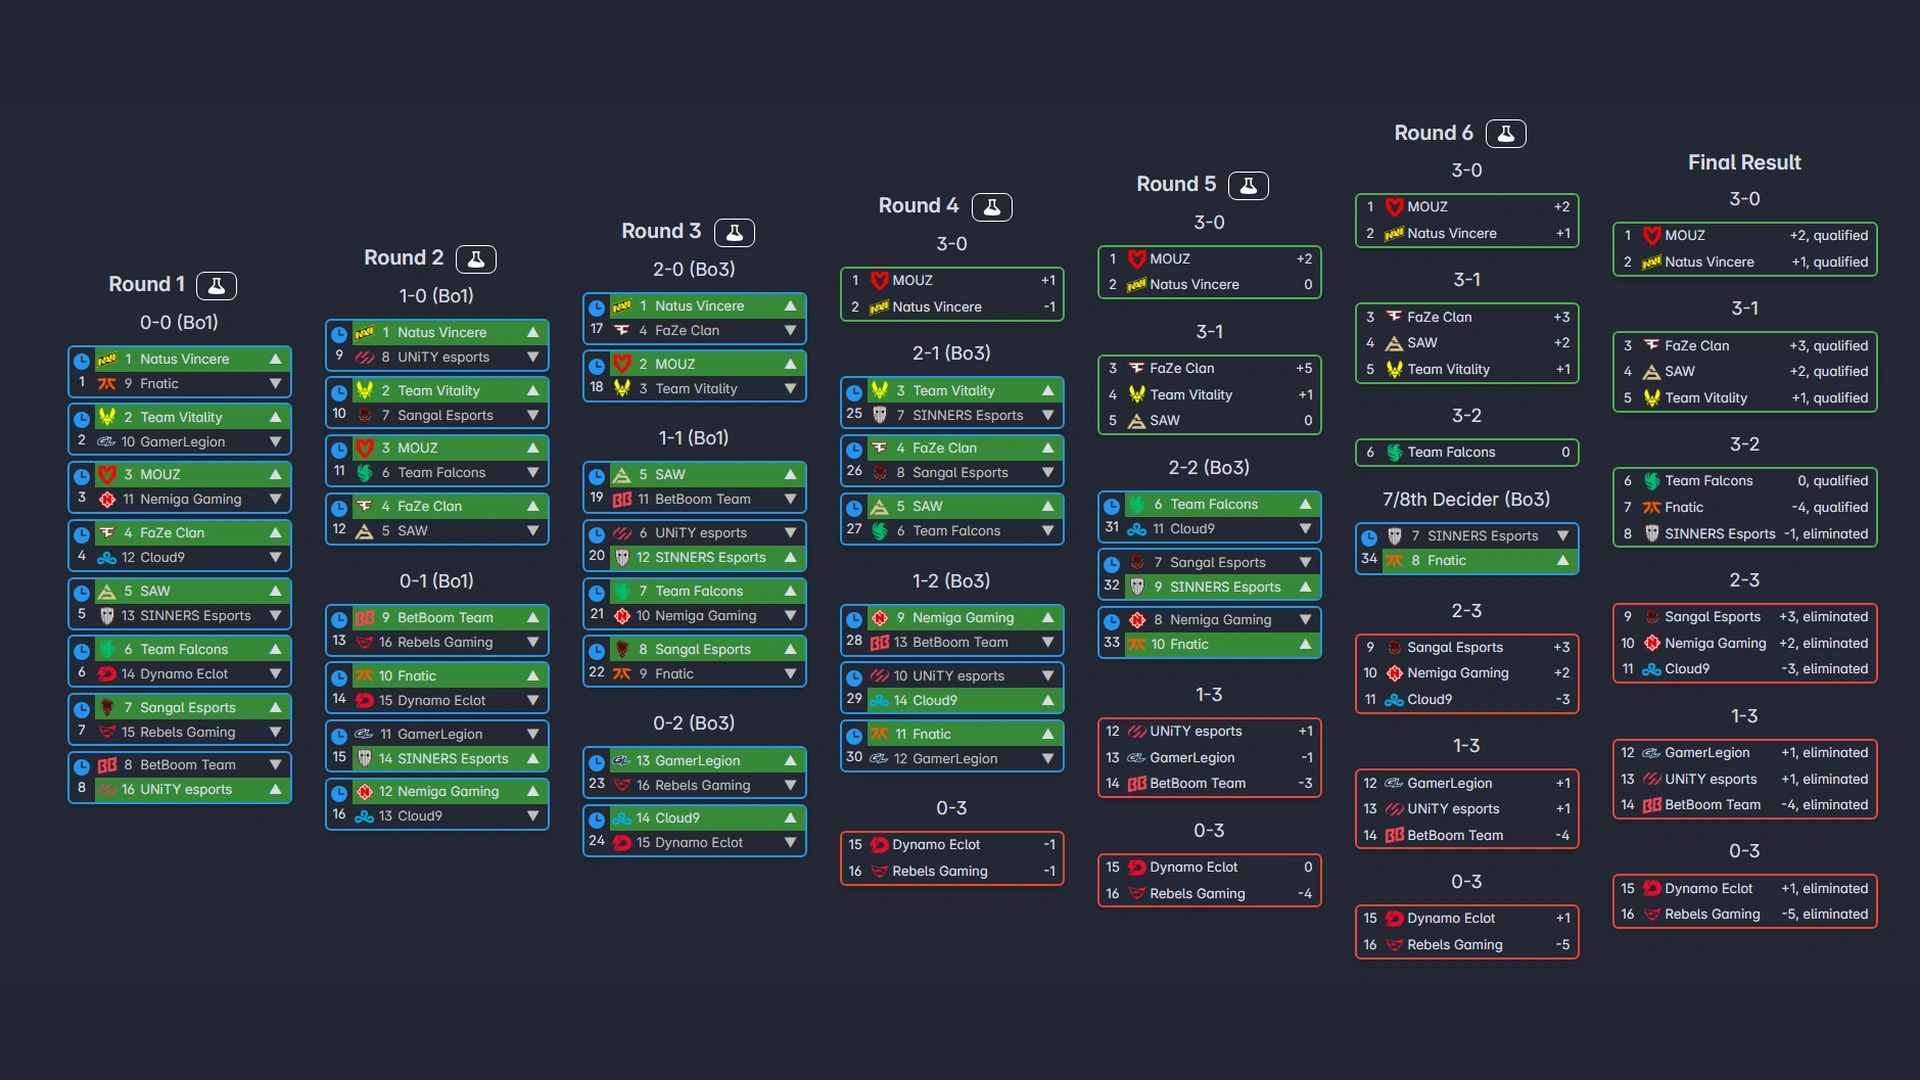 Round 1
0-0 (Bo1)
1 Natus Vincere
1 9 Fnatic
2 Team Vitality
2 10 GamerLegion
3 MOUZ
3 11 Nemiga Gaming
4 FaZe Clan
4 12 Cloud9
5 SAW
5 13 SINNERS Esports
6 Team Falcons
6 14 Dynamo Eclot
7 Sangal Esports
7 15 Rebels Gaming
8 BetBoom Team
8 16 UNiTY esports
Round 2
1-0 (Bo1)
1 Natus Vincere
9 8 UNiTY esports
2 Team Vitality
10 7 Sangal Esports
3 MOUZ
11 6 Team Falcons
4 FaZe Clan
12 5 SAW
0-1 (Bo1)
9 BetBoom Team
13 16 Rebels Gaming
10 Fnatic
14 15 Dynamo Eclot
11 GamerLegion
15 14 SINNERS Esports
12 Nemiga Gaming
16 13 Cloud9
Round 3
2-0 (Bo3)
1 Natus Vincere
17 4 FaZe Clan
2 MOUZ
18 3 Team Vitality
1-1 (Bo1)
5 SAW
19 11 BetBoom Team
6 UNiTY esports
20 12 SINNERS Esports
7 Team Falcons
21 10 Nemiga Gaming
8 Sangal Esports
22 9 Fnatic
0-2 (Bo3)
13 GamerLegion
23 16 Rebels Gaming
14 Cloud9
24 15 Dynamo Eclot
Round 4
3-0
1 MOUZ +1
2 Natus Vincere -1
2-1 (Bo3)
3 Team Vitality
25 7 SINNERS Esports
4 FaZe Clan
26 8 Sangal Esports
5 SAW
27 6 Team Falcons
1-2 (Bo3)
9 Nemiga Gaming
28 13 BetBoom Team
10 UNiTY esports
29 14 Cloud9
11 Fnatic
30 12 GamerLegion
0-3
15 Dynamo Eclot -1
16 Rebels Gaming -1
Round 5
3-0
1 MOUZ +2
2 Natus Vincere 0
3-1
3 FaZe Clan +5
4 Team Vitality +1
5 SAW 0
2-2 (Bo3)
6 Team Falcons
31 11 Cloud9
7 Sangal Esports
32 9 SINNERS Esports
8 Nemiga Gaming
33 10 Fnatic
1-3
12 UNiTY esports +1
13 GamerLegion -1
14 BetBoom Team -3
0-3
15 Dynamo Eclot 0
16 Rebels Gaming -4
Round 6
3-0
1 MOUZ +2
2 Natus Vincere +1
3-1
3 FaZe Clan +3
4 SAW +2
5 Team Vitality +1
3-2
6 Team Falcons 0
7/8th Decider (Bo3)
7 SINNERS Esports
34 8 Fnatic
2-3
9 Sangal Esports +3
10 Nemiga Gaming +2
11 Cloud9 -3
1-3
12 GamerLegion +1
13 UNiTY esports +1
14 BetBoom Team -4
0-3
15 Dynamo Eclot +1
16 Rebels Gaming -5
Final Result
3-0
1 MOUZ +2, qualified
2 Natus Vincere +1, qualified
3-1
3 FaZe Clan +3, qualified
4 SAW +2, qualified
5 Team Vitality +1, qualified
3-2
6 Team Falcons 0, qualified
7 Fnatic -4, qualified
8 SINNERS Esports -1, qualified
2-3
9 Sangal Esports +3, eliminated
10 Nemiga Gaming +2, eliminated
11 Cloud9 -3, eliminated
1-3
12 GamerLegion +1, eliminated
13 UNiTY esports +1, eliminated
14 BetBoom Team -4, eliminated
0-3
15 Dynamo Eclot +1, eliminated
16 Rebels Gaming -5, eliminated